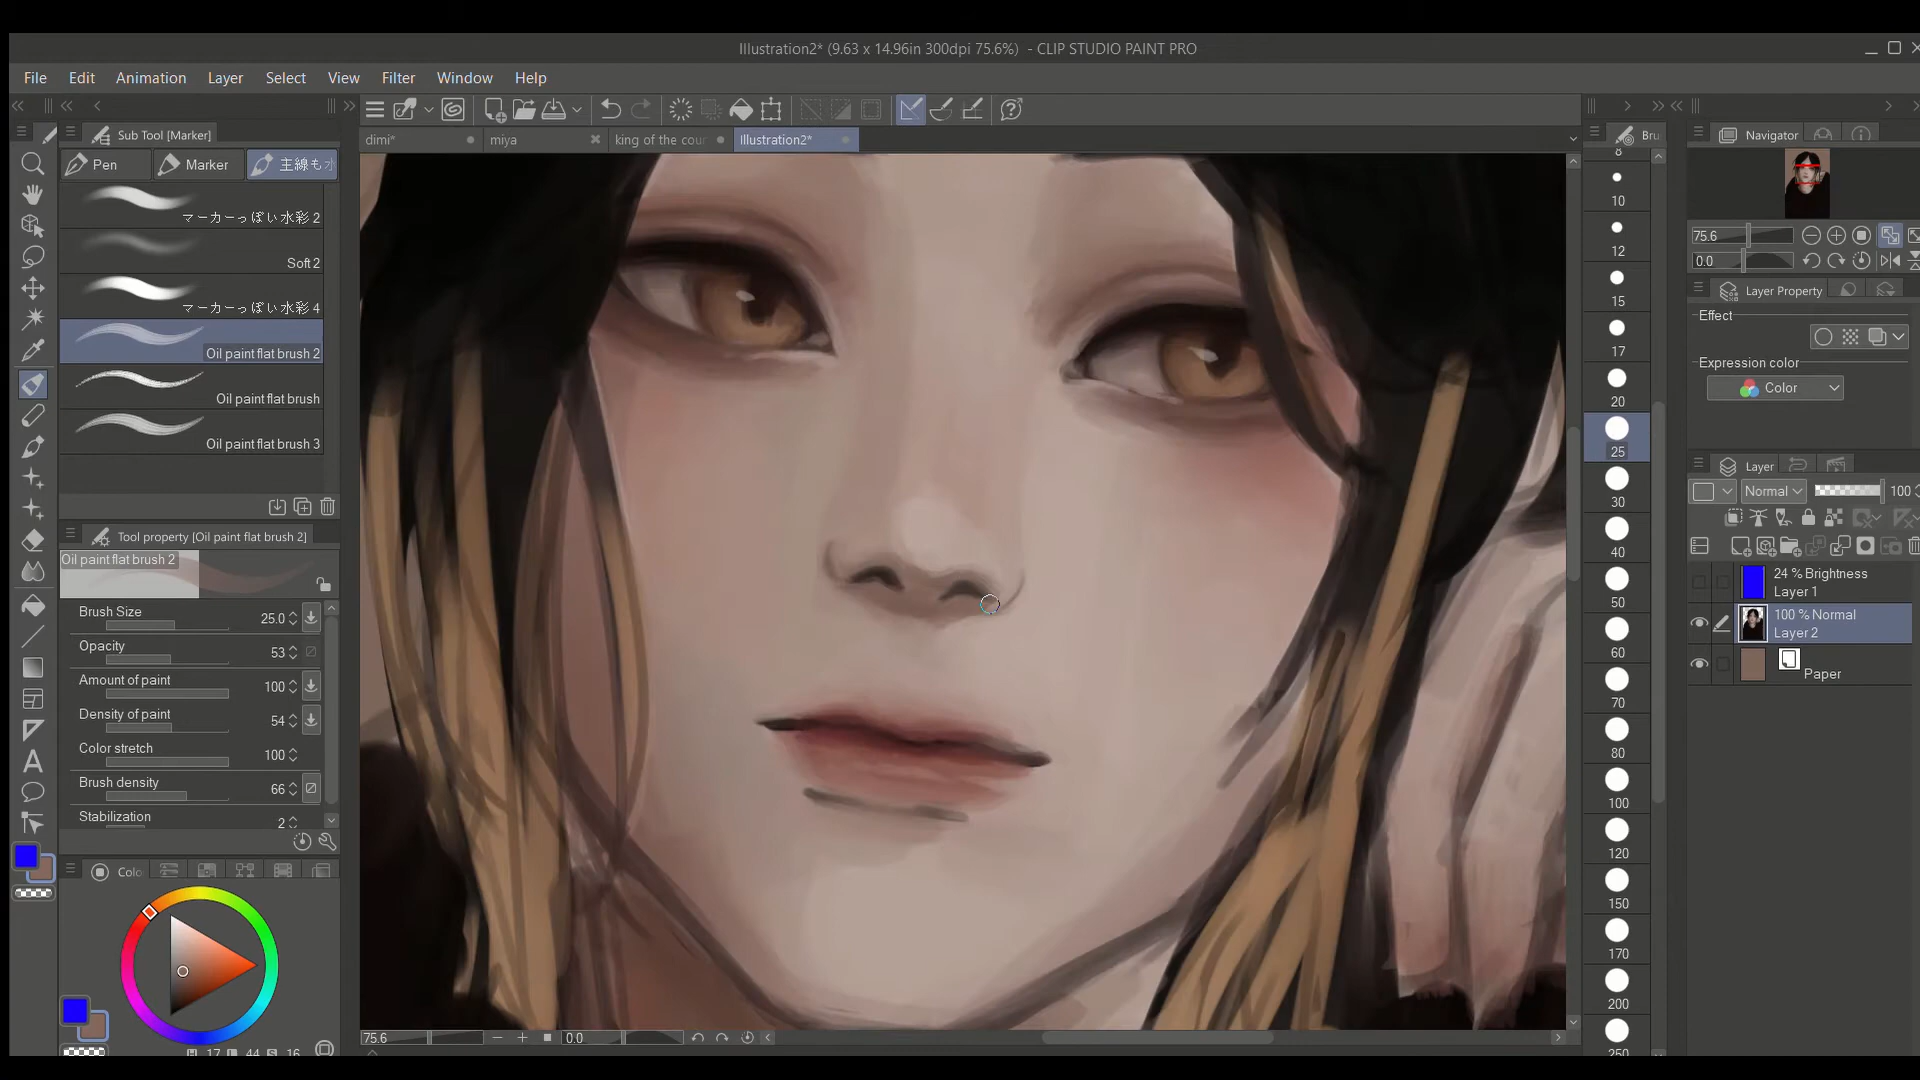 Illustration2* (9.63 x 14.96in 300dpi 75.6%)  - CLIP STUDIO PAINT PRO
File Edit Animation Layer Select View Filter Window Help
Sub Tool [Marker]
Pen Marker 主線も
マーカーっぽい水彩 2
Soft 2
マーカーっぽい水彩 4
Oil paint flat brush 2
Oil paint flat brush
Oil paint flat brush 3
Tool property [Oil paint flat brush 2]
Oil paint flat brush 2
Brush Size 25.0
Opacity 53
Amount of paint 100
Density of paint 54
Color stretch 100
Brush density 66
Stabilization 2
Colo
dimi* miya king of the cour Illustration2*
75.6 0.0
Bru
8
10
12
15
17
20
25
30
40
50
60
70
80
100
120
150
170
200
250
Navigator
75.6
0.0
Layer Property
Effect
Expression color
Color
Layer
Normal 100
24 % Brightness
Layer 1
100 % Normal
Layer 2
Paper